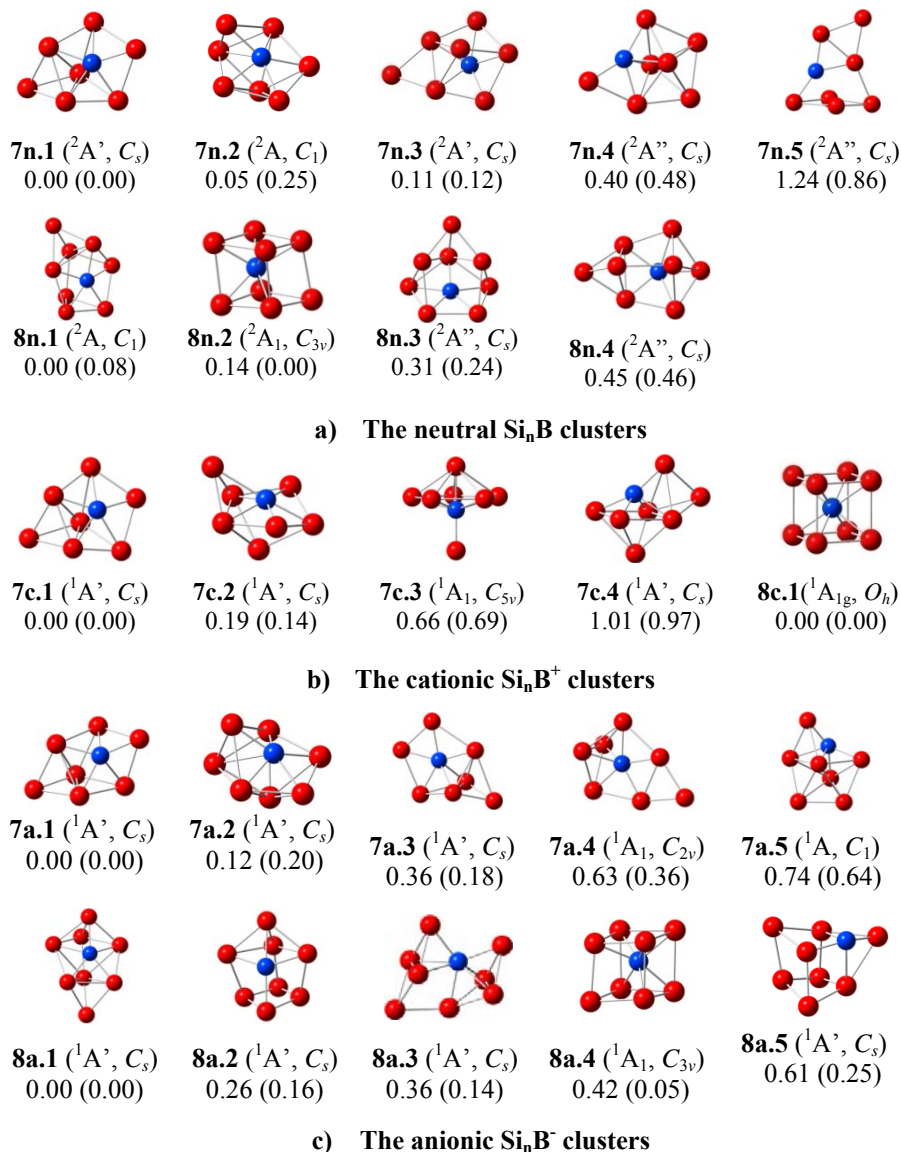 7n.1 (²A’, Cₛ) 7n.2 (²A, C₁) 7n.3 (²A’, Cₛ) 7n.4 (²A”, Cₛ) 7n.5 (²A”, Cₛ)
0.00 (0.00) 0.05 (0.25) 0.11 (0.12) 0.40 (0.48) 1.24 (0.86)
8n.1 (²A, C₁) 8n.2 (²A₁, C₃ᵥ) 8n.3 (²A”, Cₛ) 8n.4 (²A”, Cₛ)
0.00 (0.08) 0.14 (0.00) 0.31 (0.24) 0.45 (0.46)
a) The neutral SiₙB clusters
7c.1 (¹A’, Cₛ) 7c.2 (¹A’, Cₛ) 7c.3 (¹A₁, C₅ᵥ) 7c.4 (¹A’, Cₛ) 8c.1(¹A₁g, Oₕ)
0.00 (0.00) 0.19 (0.14) 0.66 (0.69) 1.01 (0.97) 0.00 (0.00)
b) The cationic SiₙB⁺ clusters
7a.1 (¹A’, Cₛ) 7a.2 (¹A’, Cₛ) 7a.3 (¹A’, Cₛ) 7a.4 (¹A₁, C₂ᵥ) 7a.5 (¹A, C₁)
0.00 (0.00) 0.12 (0.20) 0.36 (0.18) 0.63 (0.36) 0.74 (0.64)
8a.1 (¹A’, Cₛ) 8a.2 (¹A’, Cₛ) 8a.3 (¹A’, Cₛ) 8a.4 (¹A₁, C₃ᵥ) 8a.5 (¹A’, Cₛ)
0.00 (0.00) 0.26 (0.16) 0.36 (0.14) 0.42 (0.05) 0.61 (0.25)
c) The anionic SiₙB⁻ clusters